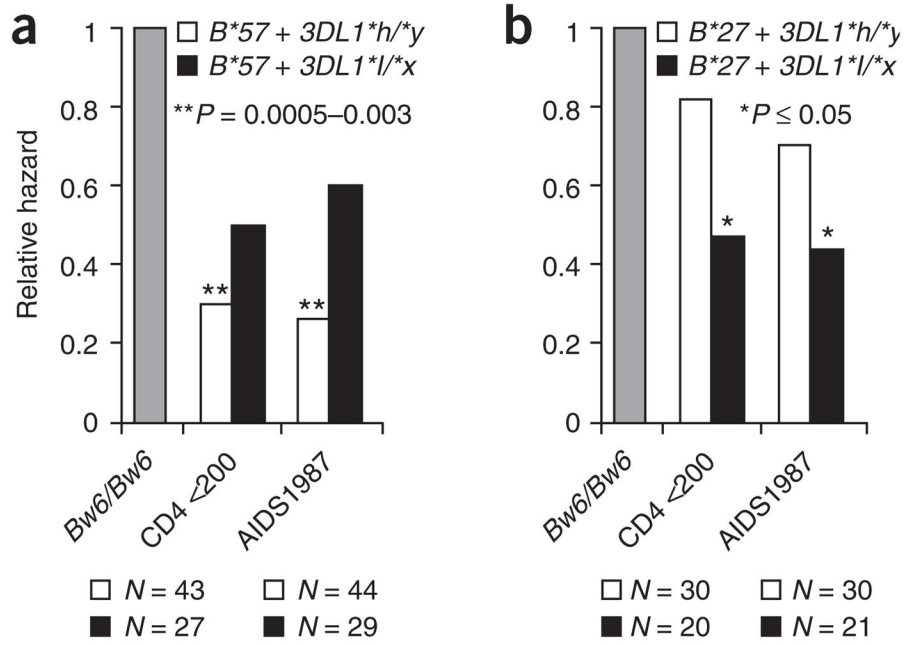 a
B*57 + 3DL1*h/*y
B*57 + 3DL1*l/*x
**P = 0.0005–0.003
Relative hazard
1
0.8
0.6
0.4
0.2
0
**
**
Bw6/Bw6
CD4 <200
AIDS1987
N = 43
N = 44
N = 27
N = 29
b
B*27 + 3DL1*h/*y
B*27 + 3DL1*l/*x
*P ≤ 0.05
1
0.8
0.6
0.4
0.2
0
*
*
Bw6/Bw6
CD4 <200
AIDS1987
N = 30
N = 30
N = 20
N = 21